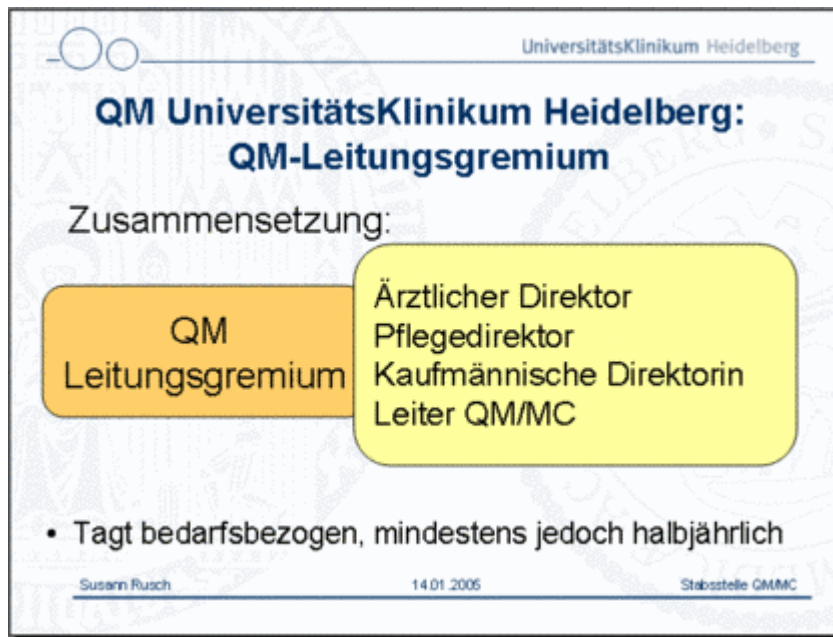 UniversitätsKlinikum Heidelberg
QM UniversitätsKlinikum Heidelberg:
QM-Leitungsgremium
Zusammensetzung:
QM
Leitungsgremium
Ärztlicher Direktor
Pflegedirektor
Kaufmännische Direktorin
Leiter QM/MC
• Tagt bedarfsbezogen, mindestens jedoch halbjährlich
Susann Rusch
14.01.2005
Stabsstelle QM/MC